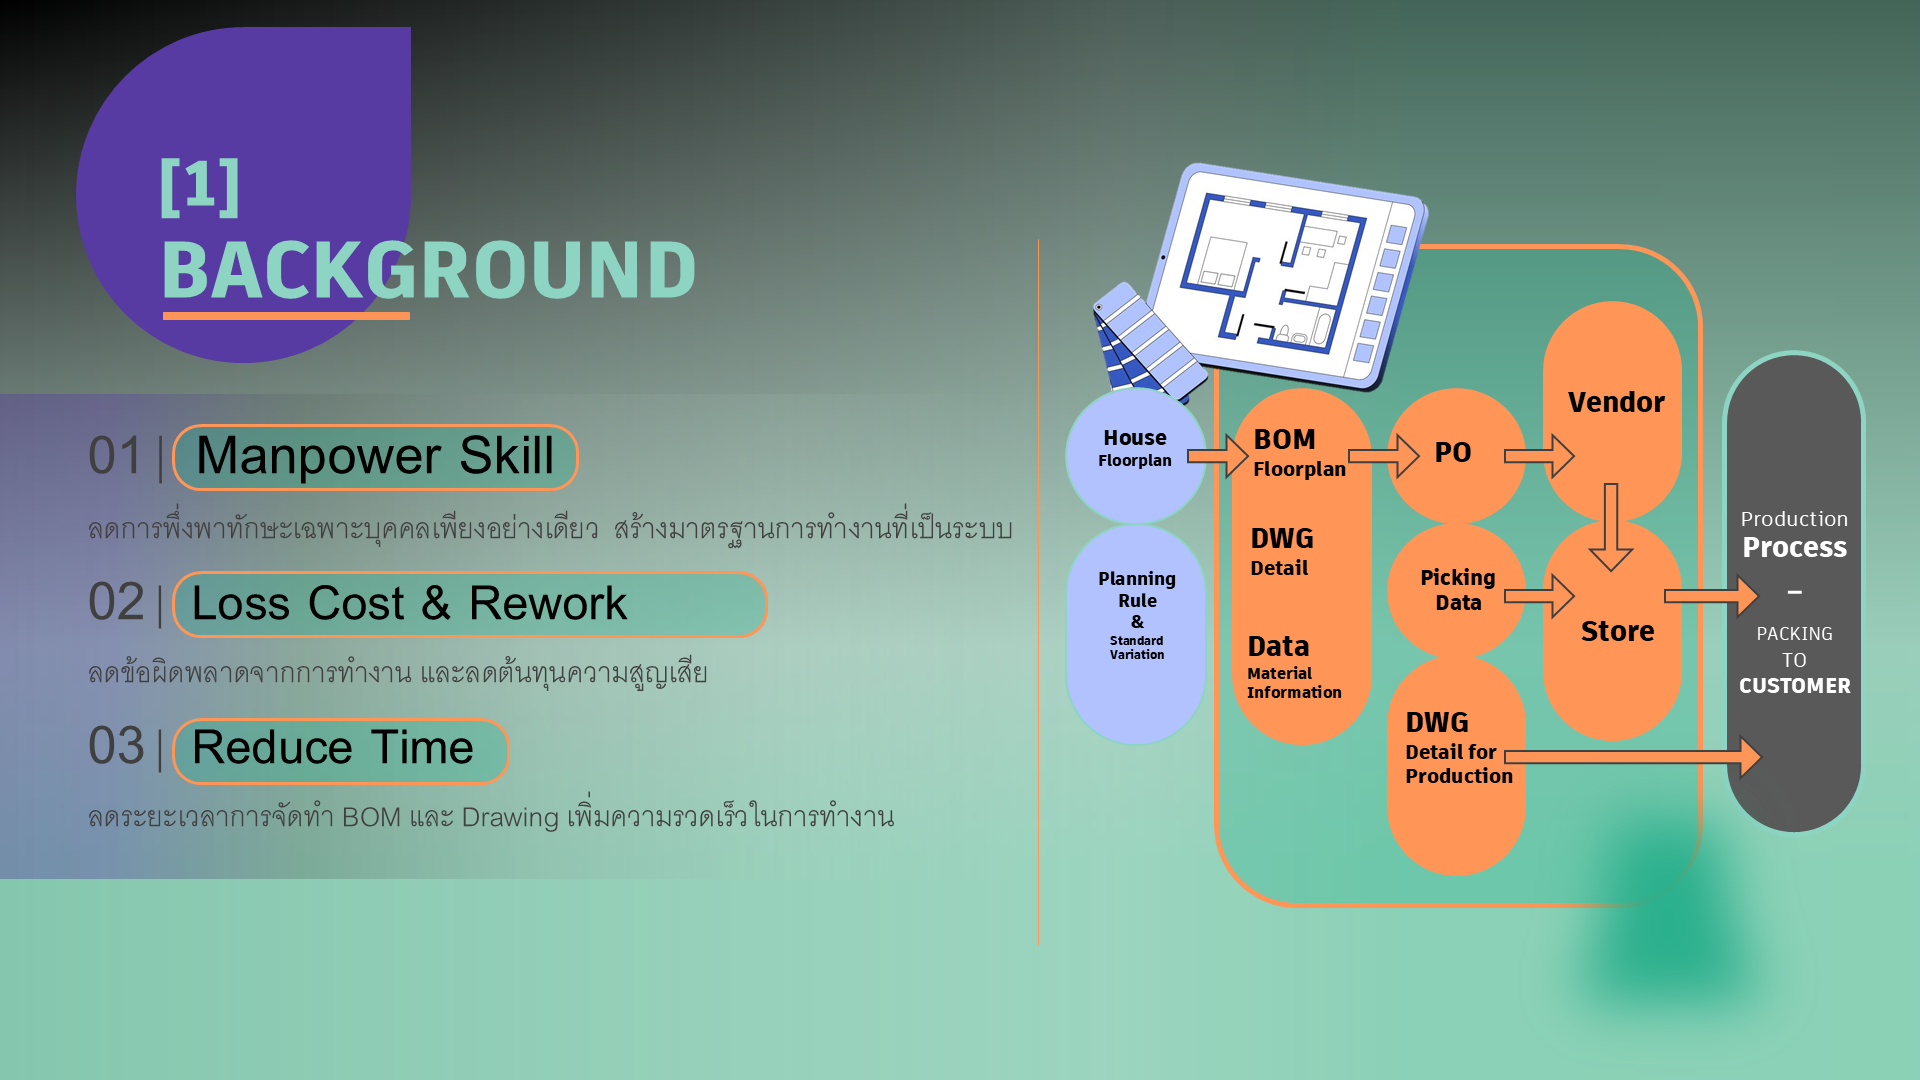 [1]
BACKGROUND
01 | Manpower Skill
ลดการพึ่งพาทักษะเฉพาะบุคคลเพียงอย่างเดียว สร้างมาตรฐานการทำงานที่เป็นระบบ
02 | Loss Cost & Rework
ลดข้อผิดพลาดจากการทำงาน และลดต้นทุนความสูญเสีย
03 | Reduce Time
ลดระยะเวลาการจัดทำ BOM และ Drawing เพิ่มความรวดเร็วในการทำงาน
House
Floorplan
Planning
Rule
&
Standard
Variation
BOM
Floorplan
DWG
Detail
Data
Material
Information
PO
Picking
Data
DWG
Detail for
Production
Vendor
Store
Production
Process
–
PACKING
TO
CUSTOMER